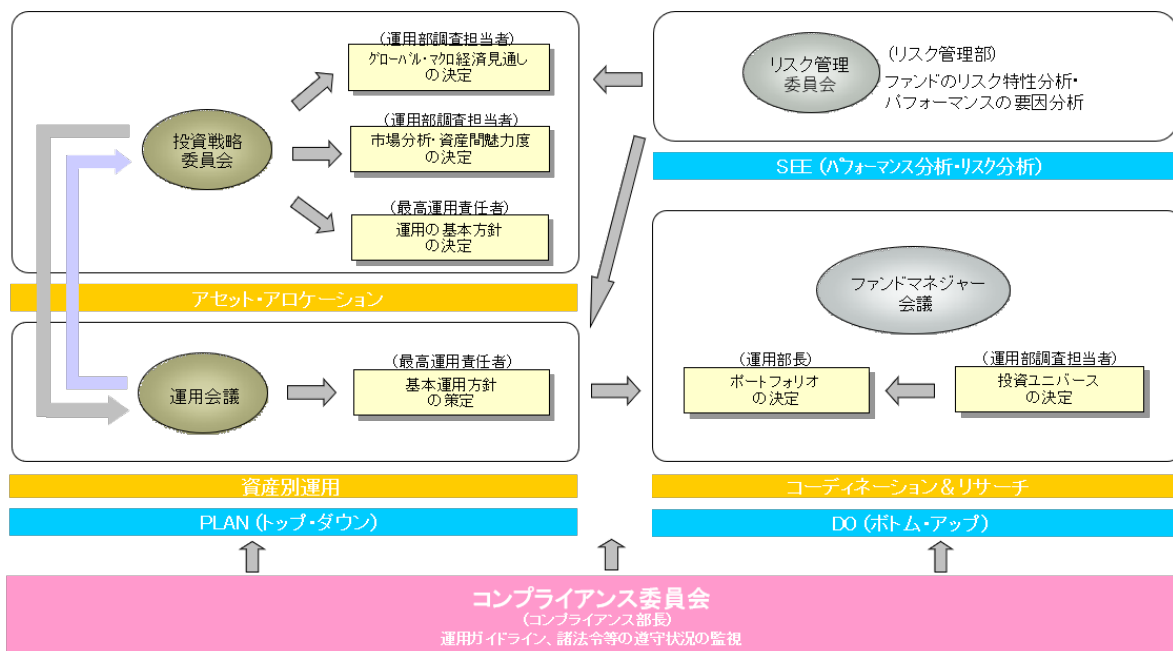 (運用部調査担当者)
グローバル・マクロ経済見通し
の決定
投資戦略
委員会
(運用部調査担当者)
市場分析・資産間魅力度
の決定
(最高運用責任者)
運用の基本方針
の決定
アセット・アロケーション
運用会議
(最高運用責任者)
基本運用方針
の策定
資産別運用
PLAN (トップ・ダウン)
リスク管理
委員会
(リスク管理部)
ファンドのリスク特性分析・
パフォーマンスの要因分析
SEE (パフォーマンス分析・リスク分析)
ファンドマネジャー
会議
(運用部長)
ポートフォリオ
の決定
(運用部調査担当者)
投資ユニバース
の決定
コーディネーション＆リサーチ
DO (ボトム・アップ)
コンプライアンス委員会
(コンプライアンス部長)
運用ガイドライン、諸法令等の遵守状況の監視